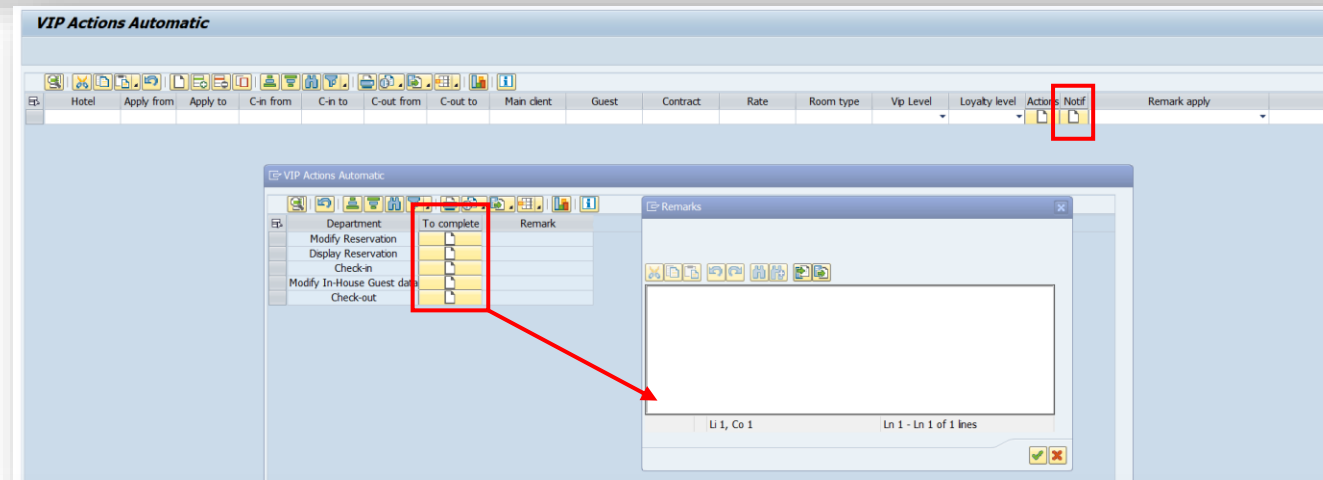 VIP Actions Automatic
Hotel Apply from Apply to C-in from C-in to C-out from C-out to Main client Guest Contract Rate Room type Vip Level Loyalty level Actions Notif Remark apply
VIP Actions Automatic
Department To complete Remark
Modify Reservation
Display Reservation
Check-in
Modify In-House Guest data
Check-out
Remarks
Li 1, Co 1 Ln 1 - Ln 1 of 1 lines